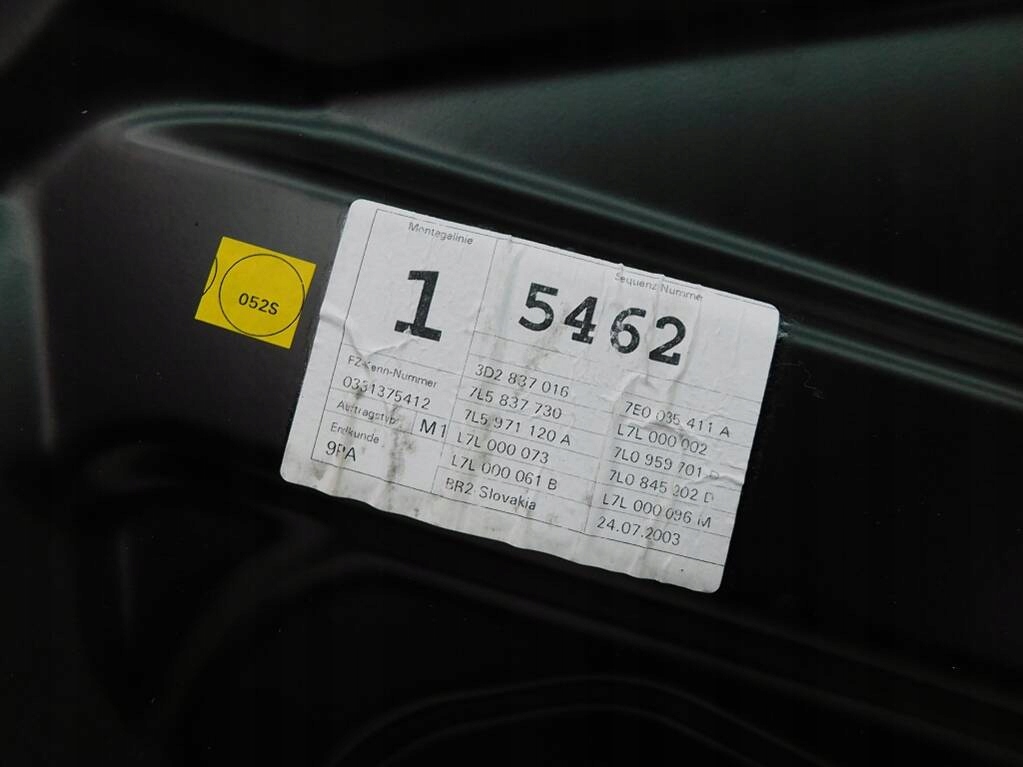 052S
Montagelinie
Sequenz Numme
1
5462
FZ-Kenn-Nummer
0331375412
Auftragstyp M1
Endkunde
9PA
3D2 837 016
7L5 837 730
7L5 971 120 A
L7L 000 073
L7L 000 061 B
BR2 Slovakia
7E0 035 411 A
L7L 000 002
7L0 959 701
7L0 845 202 D
L7L 000 096 M
24.07.2003